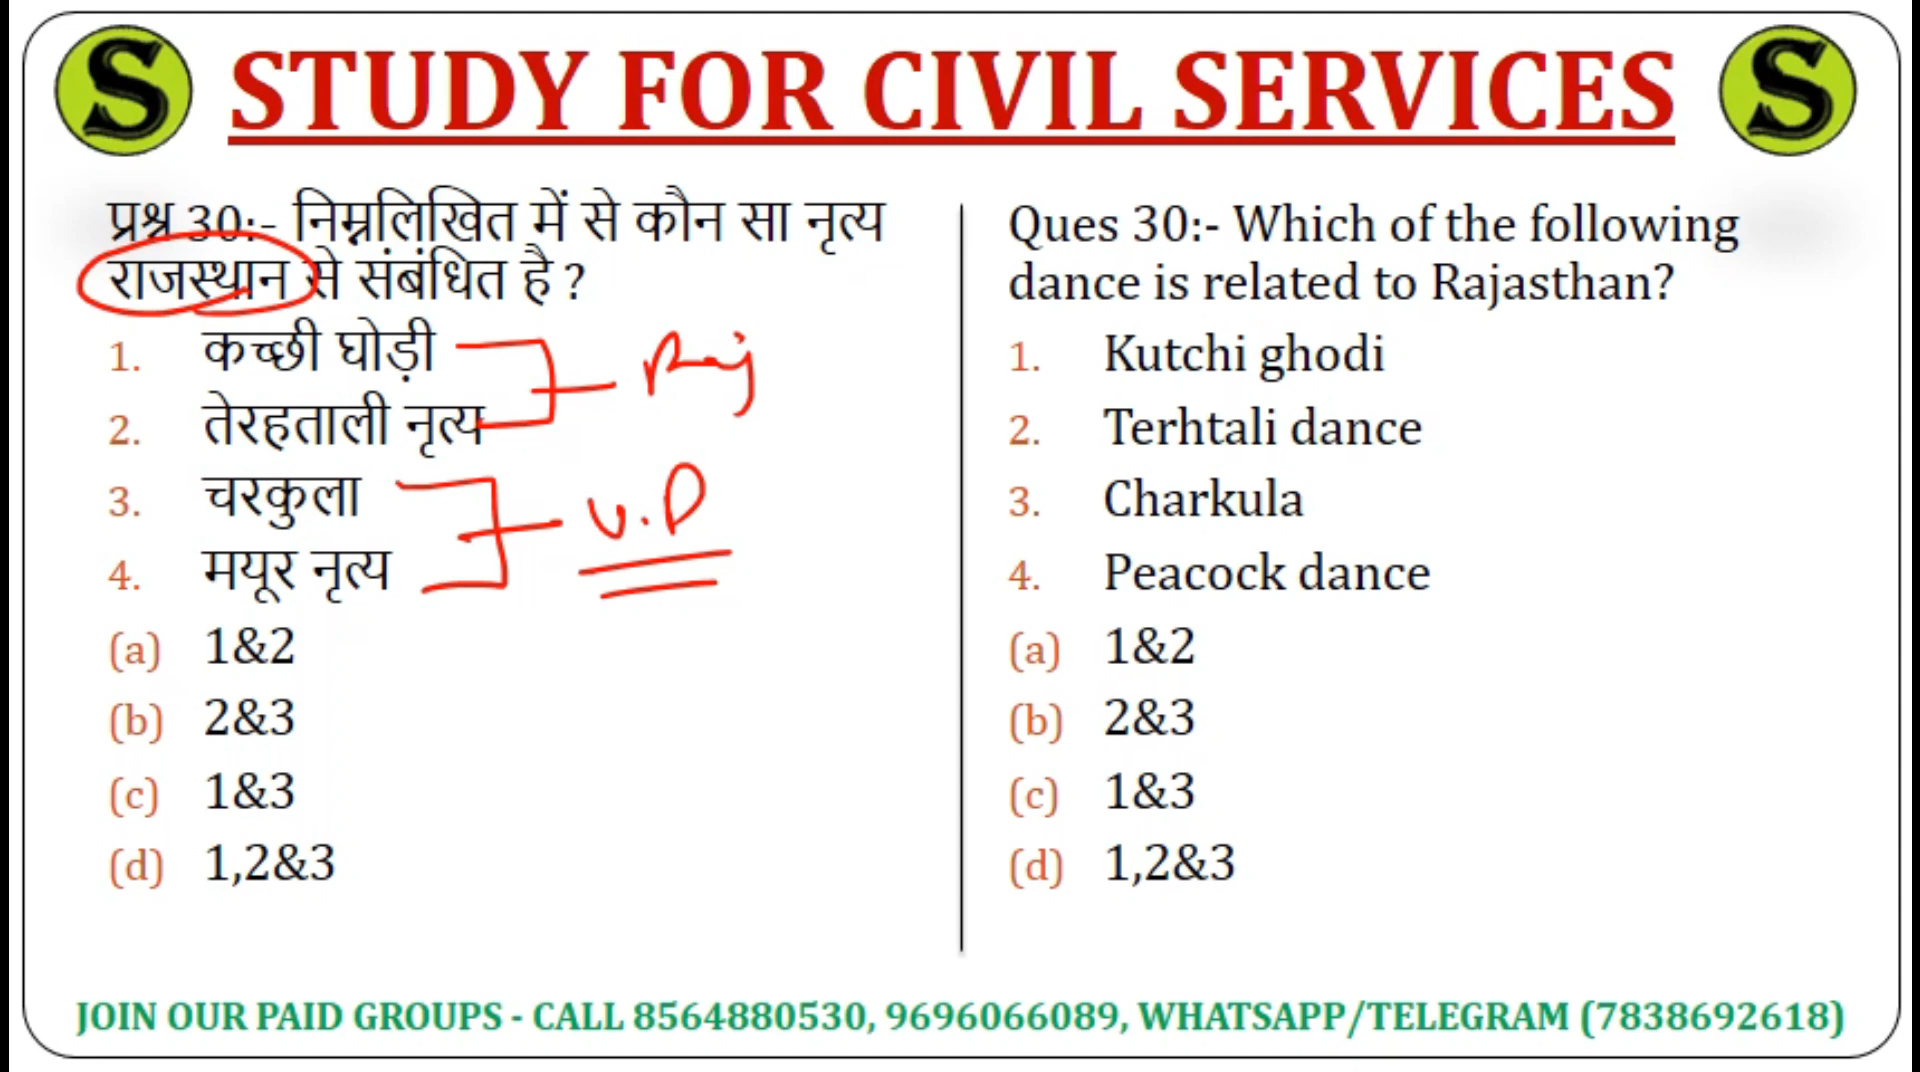 S STUDY FOR CIVIL SERVICES S
प्रश्न 30:- निम्नलिखित में से कौन सा नृत्य
राजस्थान से संबंधित है ?
1. कच्छी घोड़ी
Raj
2. तेरहताली नृत्य
3. चरकुला
U.P
4. मयूर नृत्य
(a) 1&2
(b) 2&3
(c) 1&3
(d) 1,2&3
Ques 30:- Which of the following
dance is related to Rajasthan?
1. Kutchi ghodi
2. Terhtali dance
3. Charkula
4. Peacock dance
(a) 1&2
(b) 2&3
(c) 1&3
(d) 1,2&3
JOIN OUR PAID GROUPS - CALL 8564880530, 9696066089, WHATSAPP/TELEGRAM (7838692618)